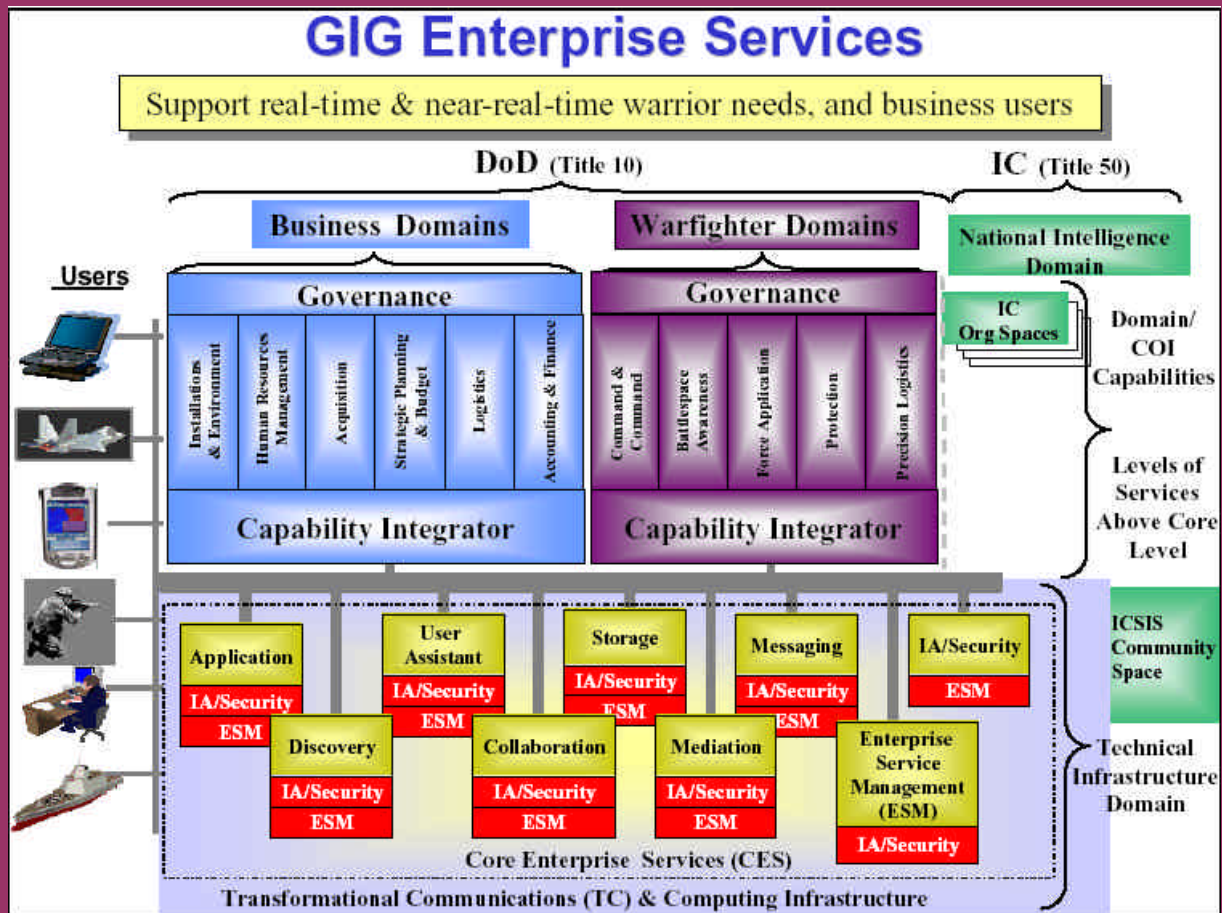 GIG Enterprise Services
Support real-time & near-real-time warrior needs, and business users
DoD (Title 10)
IC (Title 50)
Business Domains
Warfighter Domains
National Intelligence
Domain
Users
Governance
Installations
& Environment
Human Resources
Management
Acquisition
Strategic Planning
& Budget
Logistics
Accounting & Finance
Capability Integrator
Governance
Command &
Command
Battlespace
Awareness
Force Application
Protection
Precision Logistics
Capability Integrator
IC
Org Spaces
Domain/
COI
Capabilities
Levels of
Services
Above Core
Level
Application
IA/Security
ESM
User
Assistant
IA/Security
ESM
Storage
IA/Security
ESM
Messaging
IA/Security
ESM
IA/Security
ESM
Discovery
IA/Security
ESM
Collaboration
IA/Security
ESM
Mediation
IA/Security
ESM
Enterprise
Service
Management
(ESM)
IA/Security
ICSIS
Community
Space
Technical
Infrastructure
Domain
Core Enterprise Services (CES)
Transformational Communications (TC) & Computing Infrastructure